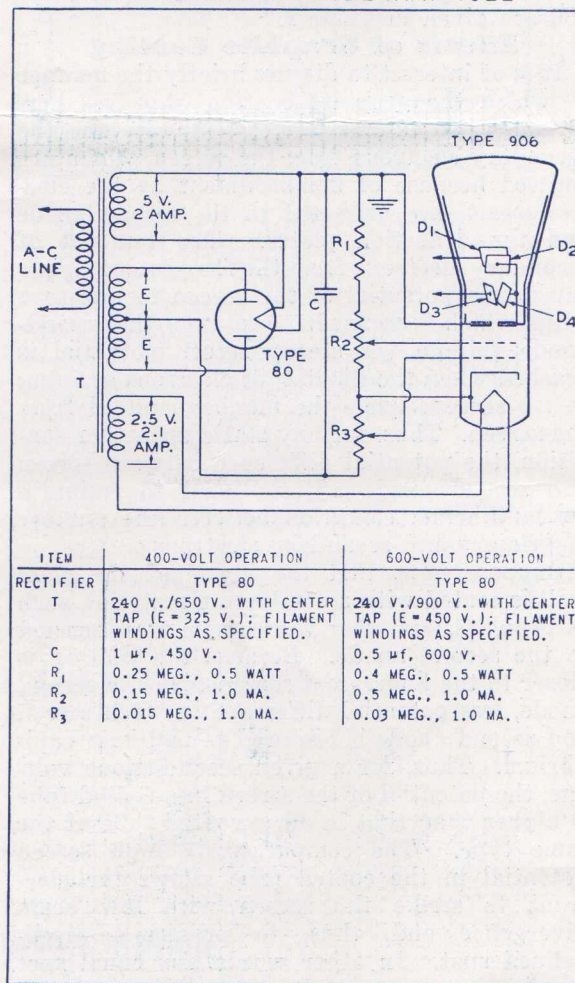 TYPE 906
5 V.
2 AMP.
A-C
LINE
E
E
T
2.5 V.
2.1
AMP.
TYPE
80
C
R1
R2
R3
D1
D2
D3
D4
ITEM 400-VOLT OPERATION 600-VOLT OPERATION
RECTIFIER TYPE 80 TYPE 80
T 240 V./650 V. WITH CENTER 240 V./900 V. WITH CENTER
TAP (E = 325 V.); FILAMENT TAP (E = 450 V.); FILAMENT
WINDINGS AS SPECIFIED. WINDINGS AS SPECIFIED.
C 1 µf, 450 V. 0.5 µf, 600 V.
R1 0.25 MEG., 0.5 WATT 0.4 MEG., 0.5 WATT
R2 0.15 MEG., 1.0 MA. 0.5 MEG., 1.0 MA.
R3 0.015 MEG., 1.0 MA. 0.03 MEG., 1.0 MA.